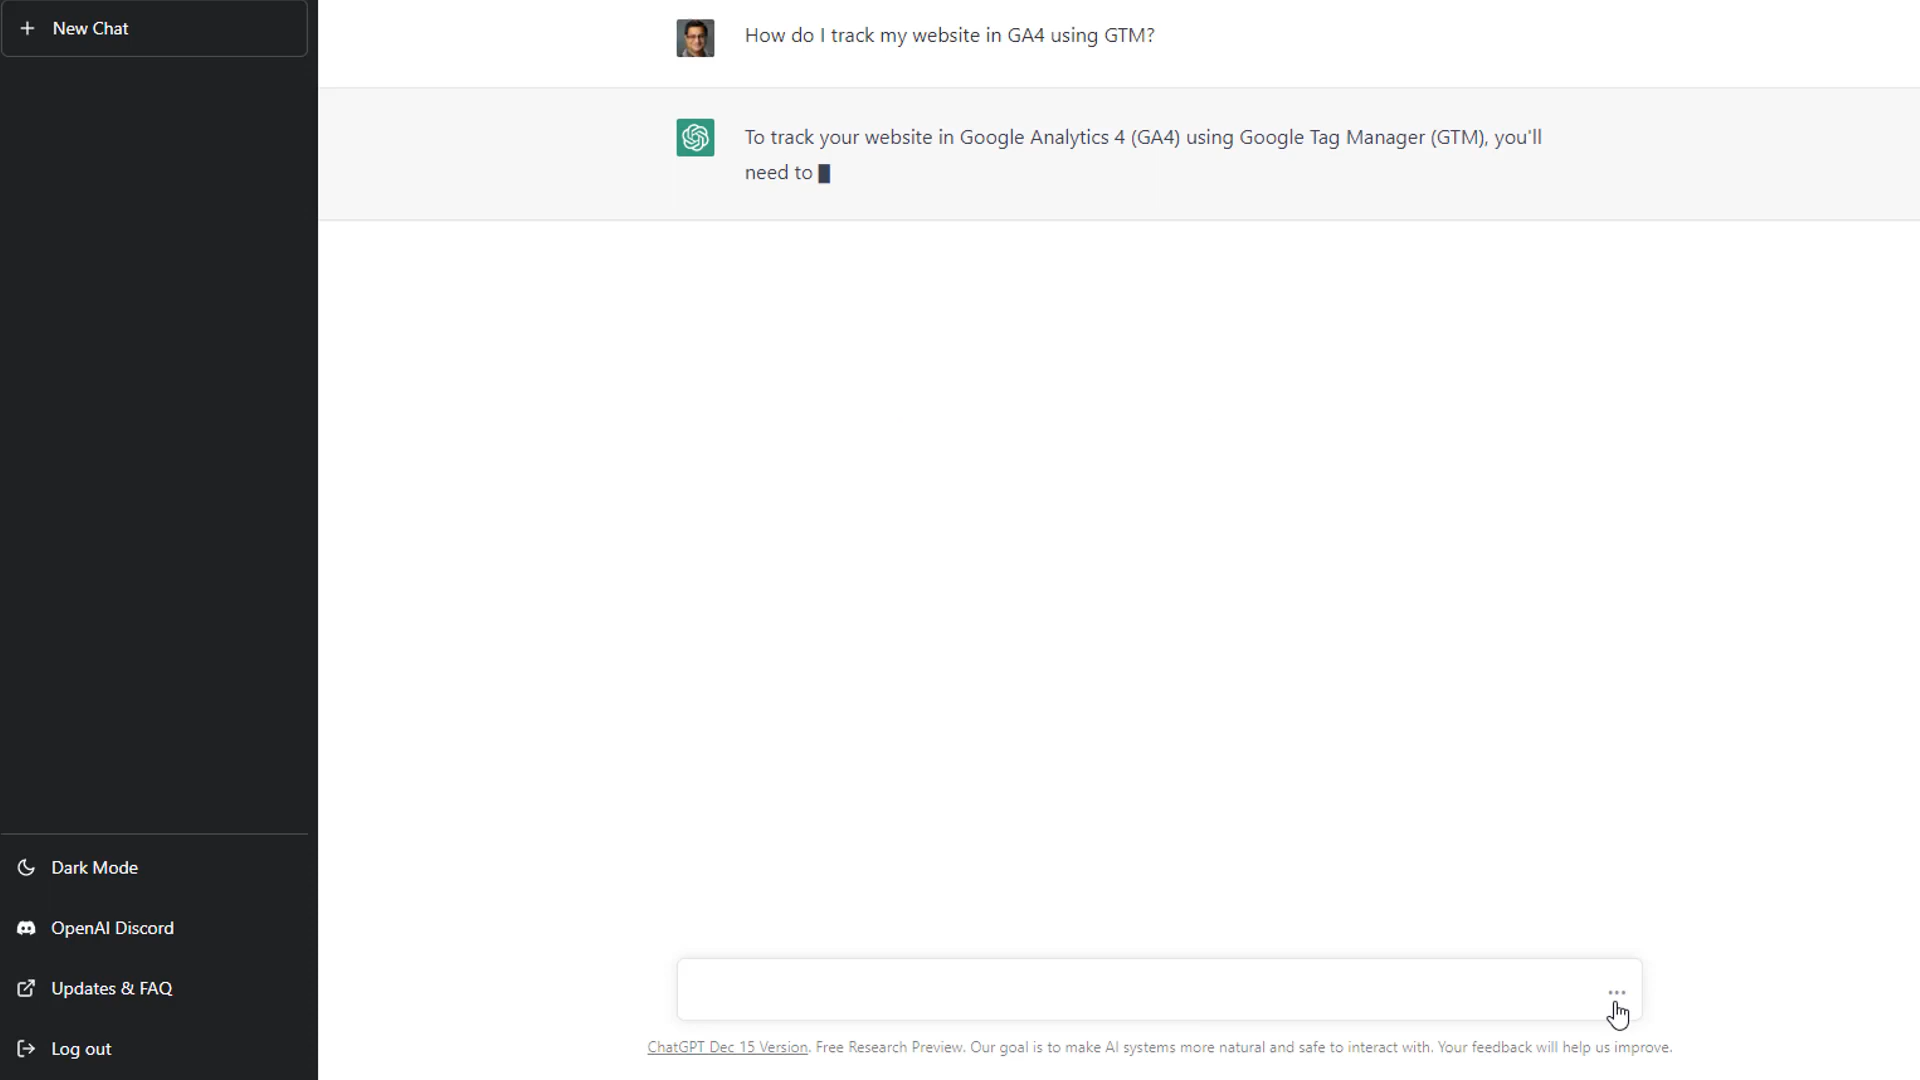 New Chat
How do I track my website in GA4 using GTM?
To track your website in Google Analytics 4 (GA4) using Google Tag Manager (GTM), you'll
need to
Dark Mode
OpenAI Discord
Updates & FAQ
Log out
ChatGPT Dec 15 Version. Free Research Preview. Our goal is to make AI systems more natural and safe to interact with. Your feedback will help us improve.